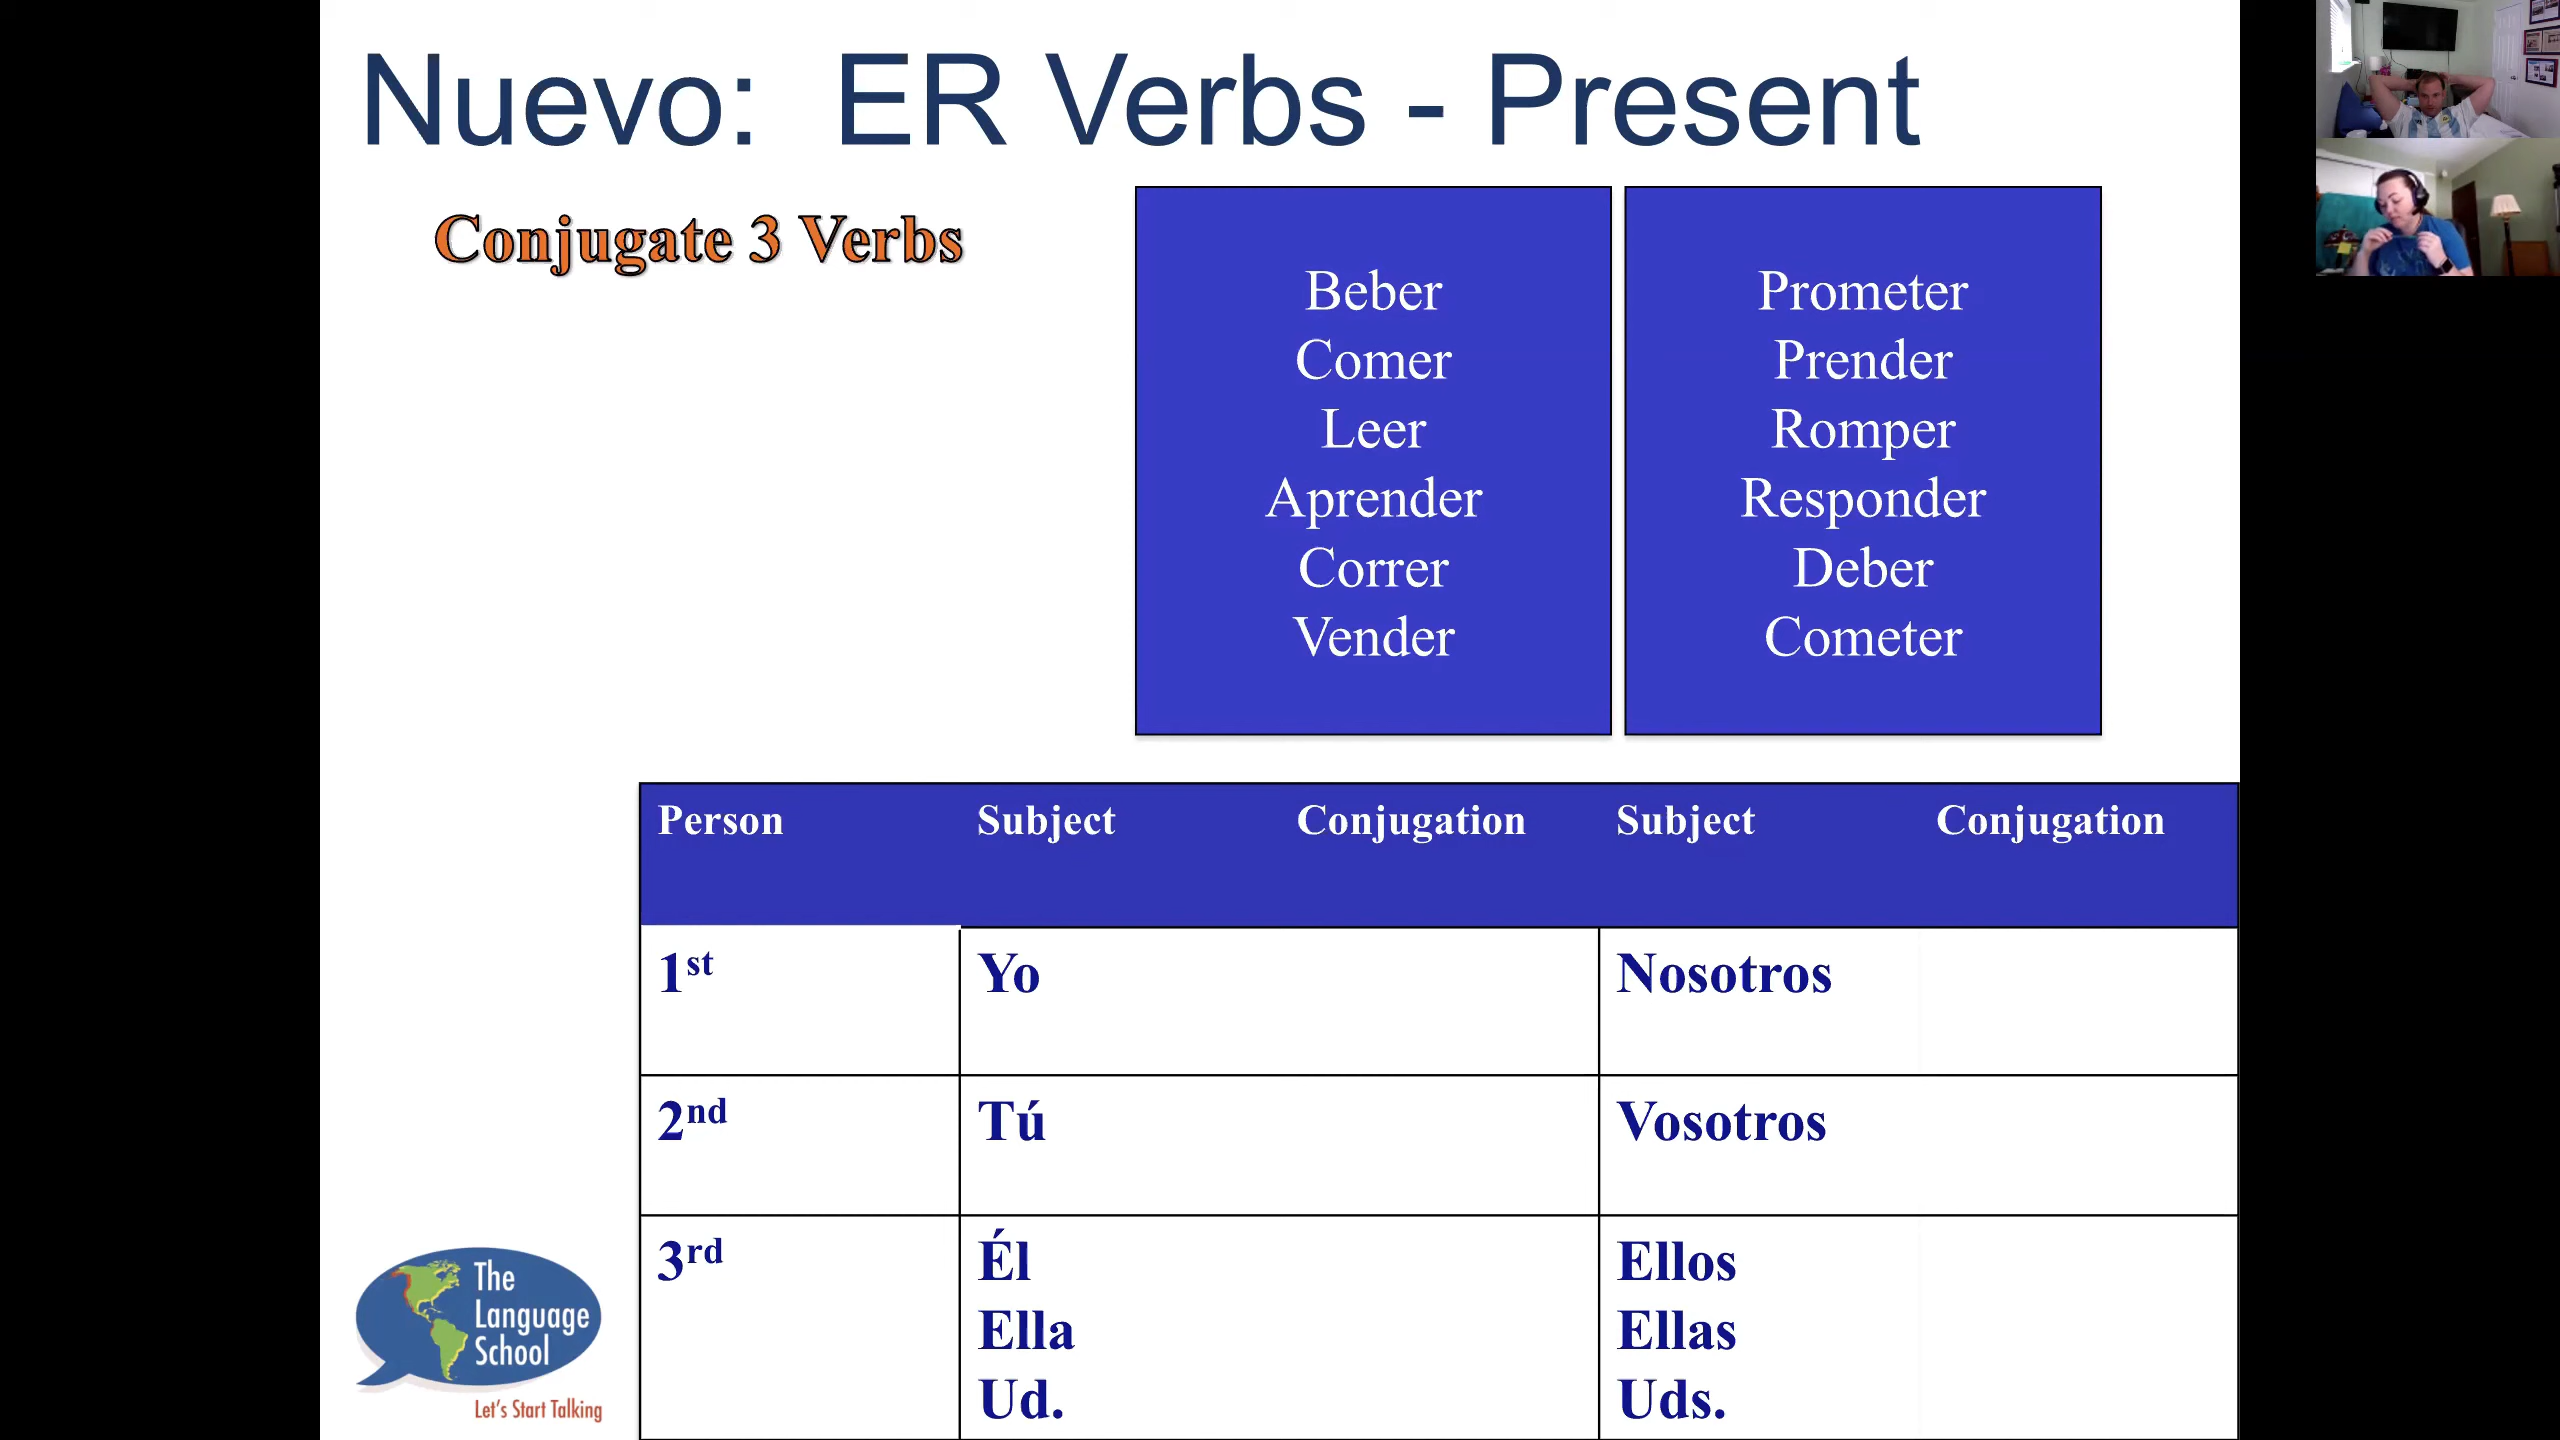 Nuevo:  ER Verbs - Present
Conjugate 3 Verbs
Beber
Comer
Leer
Aprender
Correr
Vender
Prometer
Prender
Romper
Responder
Deber
Cometer
Person Subject Conjugation Subject Conjugation
1st Yo Nosotros
2nd Tú Vosotros
3rd Él Ellos
Ella Ellas
Ud. Uds.
The
Language
School
Let's Start Talking